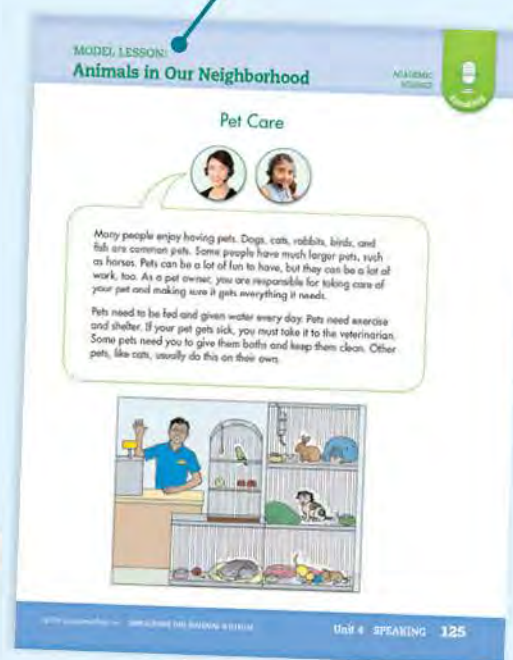 MODEL LESSON:
Animals in Our Neighborhood
ACADEMIC
SCIENCE
Speaking
Pet Care
Many people enjoy having pets. Dogs, cats, rabbits, birds, and
fish are common pets. Some people have much larger pets, such
as horses. Pets can be a lot of fun to have, but they can be a lot of
work, too. As a pet owner, you are responsible for taking care of
your pet and making sure it gets everything it needs.
Pets need to be fed and given water every day. Pets need exercise
and shelter. If your pet gets sick, you must take it to the veterinarian.
Some pets need you to give them baths and keep them clean. Other
pets, like cats, usually do this on their own.
Unit 4 SPEAKING 125